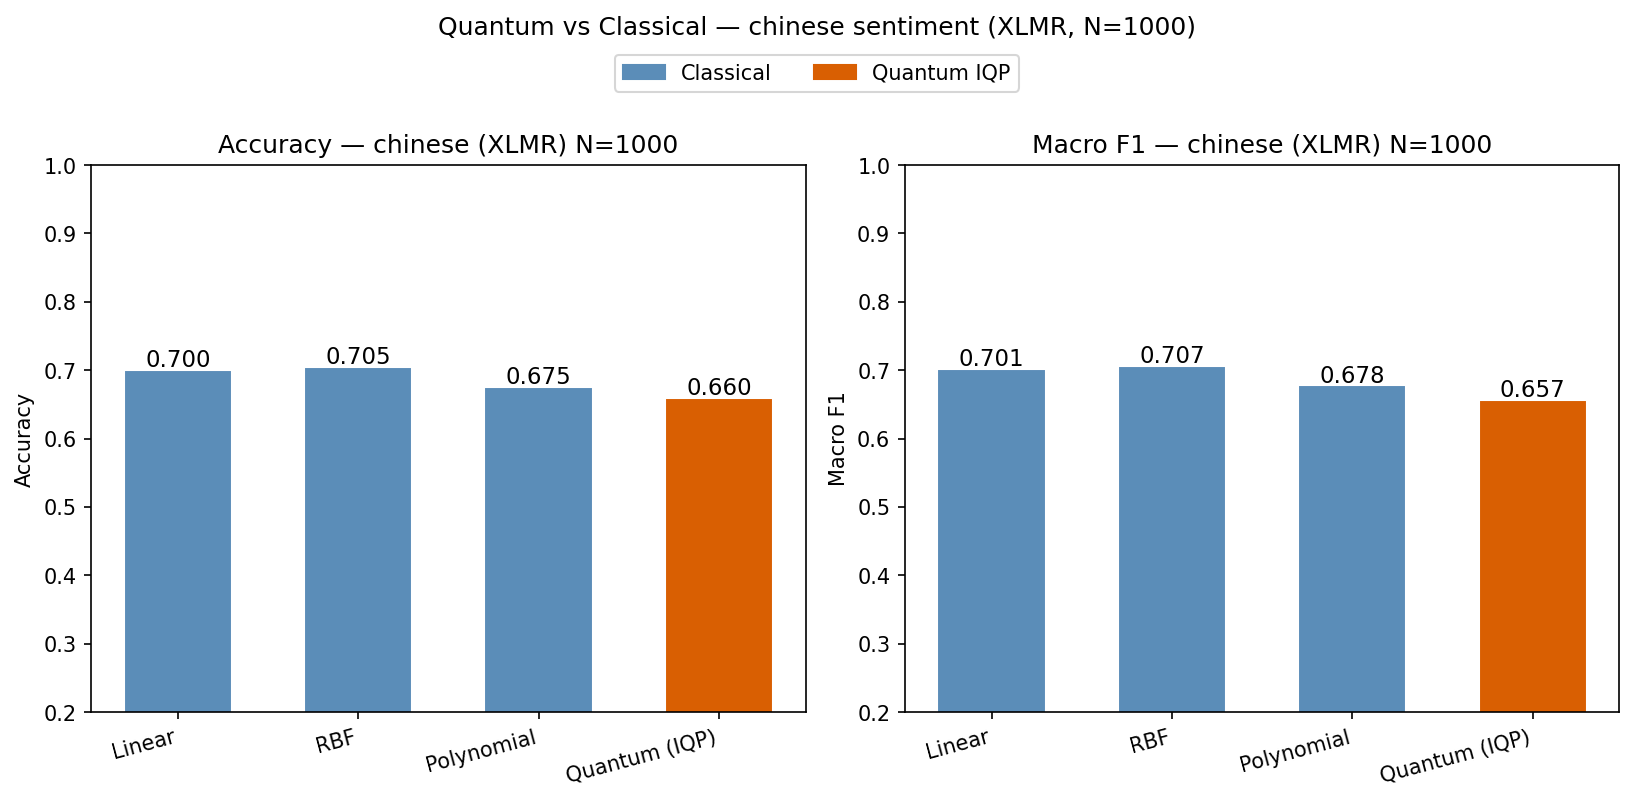 Quantum vs Classical — chinese sentiment (XLMR, N=1000)
Classical
Quantum IQP
Accuracy — chinese (XLMR) N=1000
1.0
0.9
0.8
0.7
0.6
0.5
0.4
0.3
0.2
Accuracy
0.700
0.705
0.675
0.660
Linear
RBF
Polynomial
Quantum (IQP)
Macro F1 — chinese (XLMR) N=1000
1.0
0.9
0.8
0.7
0.6
0.5
0.4
0.3
0.2
Macro F1
0.701
0.707
0.678
0.657
Linear
RBF
Polynomial
Quantum (IQP)